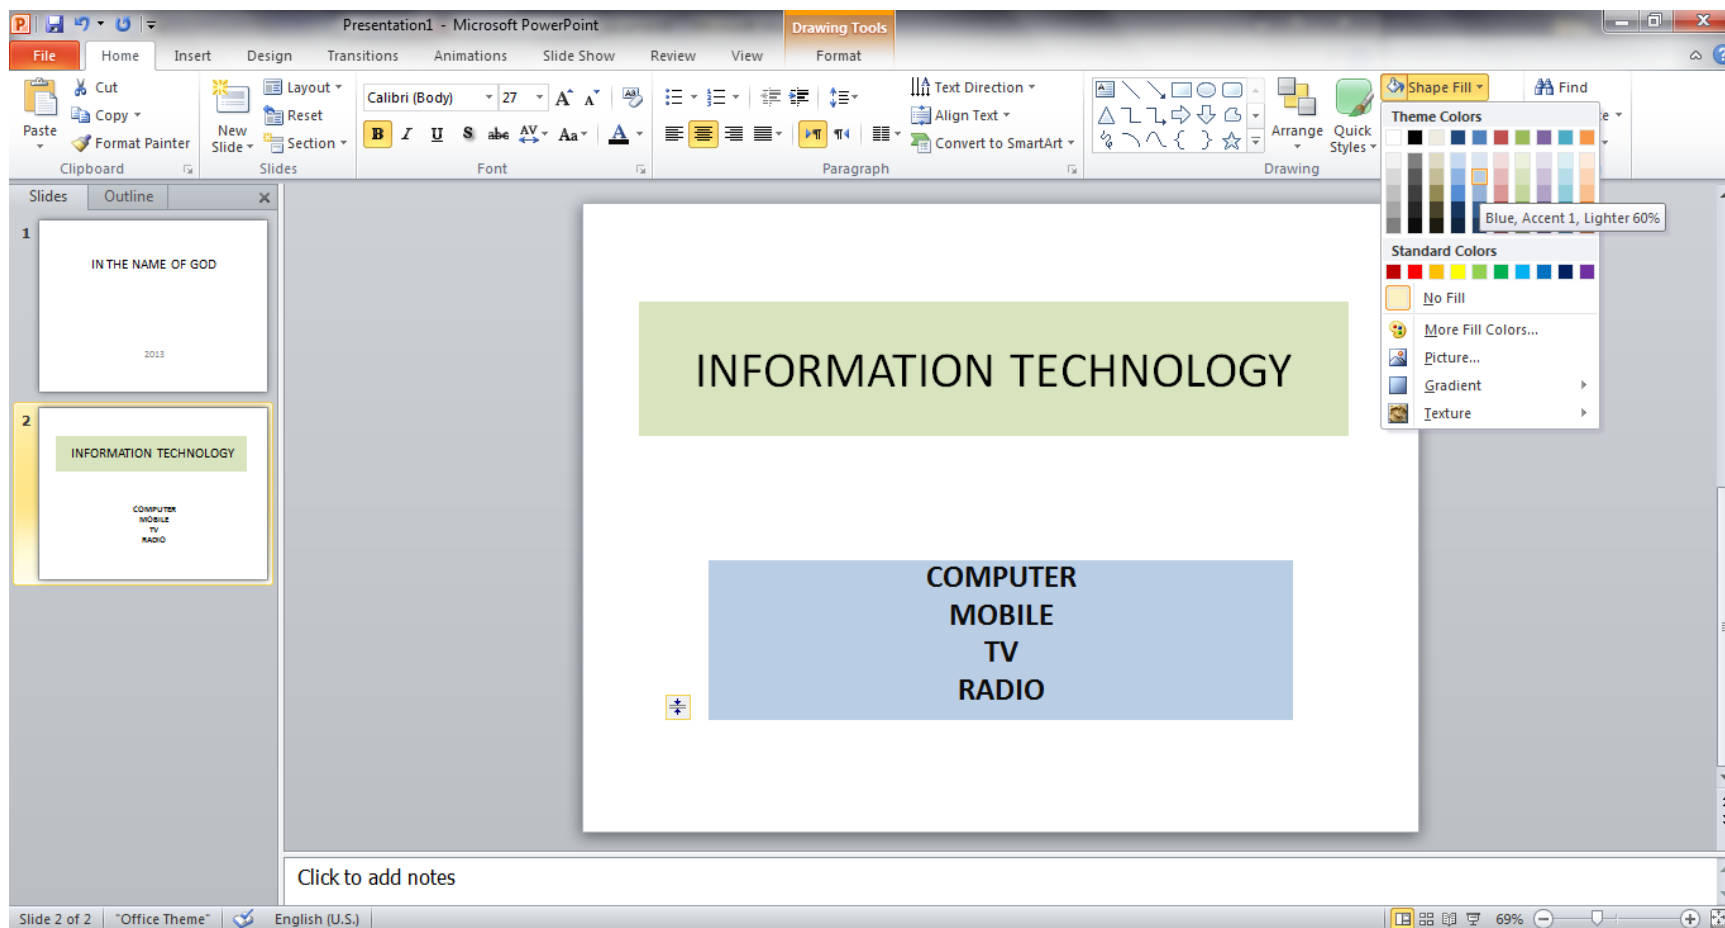 Presentation1 - Microsoft PowerPoint
Drawing Tools
File Home Insert Design Transitions Animations Slide Show Review View Format
Cut
Copy
Format Painter
Paste
Clipboard
New Slide
Layout
Reset
Section
Slides
Calibri (Body) 27
B I U S abc AV Aa A
Font
Text Direction
Align Text
Convert to SmartArt
Paragraph
Arrange
Quick Styles
Drawing
Shape Fill
Find
Theme Colors
Blue, Accent 1, Lighter 60%
Standard Colors
No Fill
More Fill Colors...
Picture...
Gradient
Texture
Slides Outline
1
IN THE NAME OF GOD
2013
2
INFORMATION TECHNOLOGY
COMPUTER
MOBILE
TV
RADIO
INFORMATION TECHNOLOGY
COMPUTER
MOBILE
TV
RADIO
Click to add notes
Slide 2 of 2 "Office Theme" English (U.S.) 69%